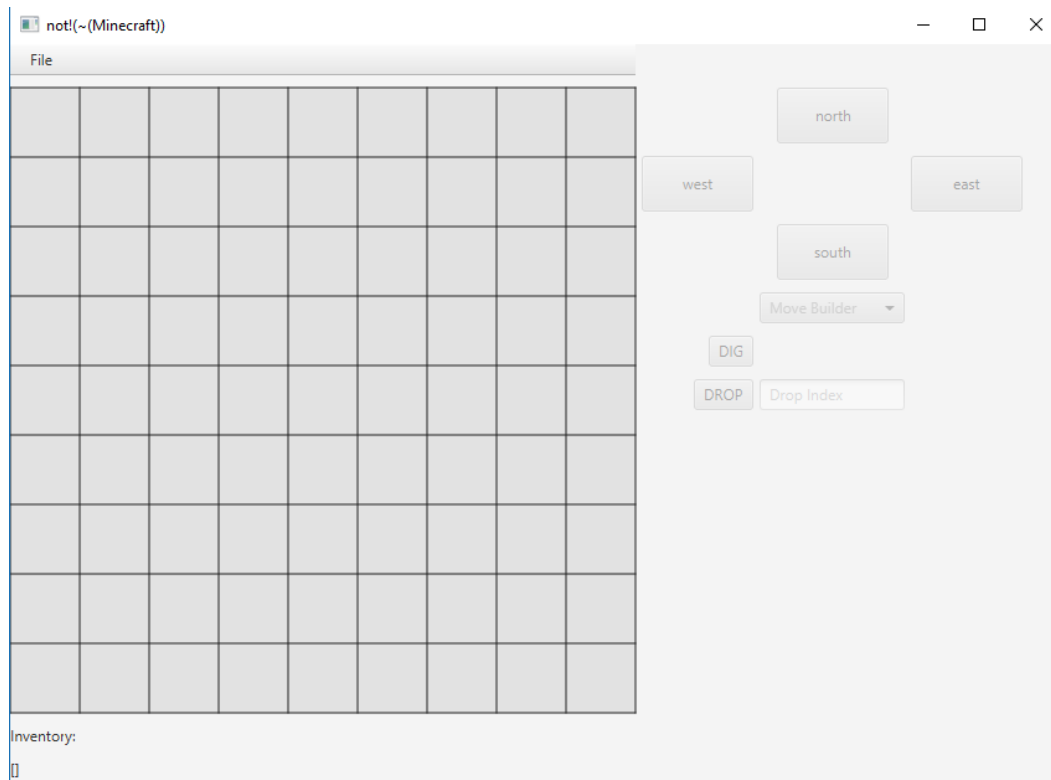 not!(~(Minecraft))
File
north
west
east
south
Move Builder
DIG
DROP
Drop Index
Inventory:
[]